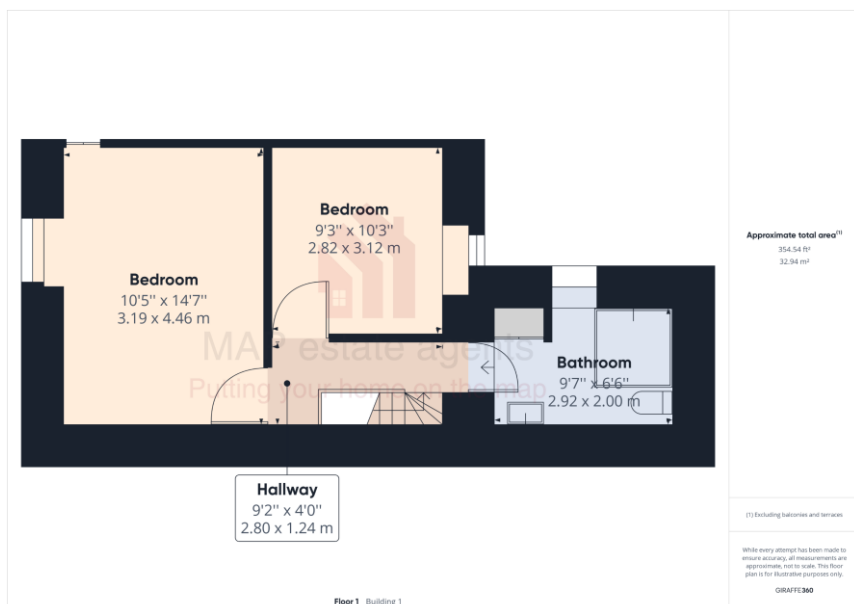 Bedroom
9'3'' x 10'3''
2.82 x 3.12 m
Bedroom
10'5'' x 14'7''
3.19 x 4.46 m
MAP estate agents
Putting your home on the map
Bathroom
9'7'' x 6'6''
2.92 x 2.00 m
Hallway
9'2'' x 4'0''
2.80 x 1.24 m
Floor 1 Building 1
Approximate total area(1)
354.54 ft²
32.94 m²
(1) Excluding balconies and terraces
While every attempt has been made to
ensure accuracy, all measurements are
approximate, not to scale. This floor
plan is for illustrative purposes only.
GIRAFFE360